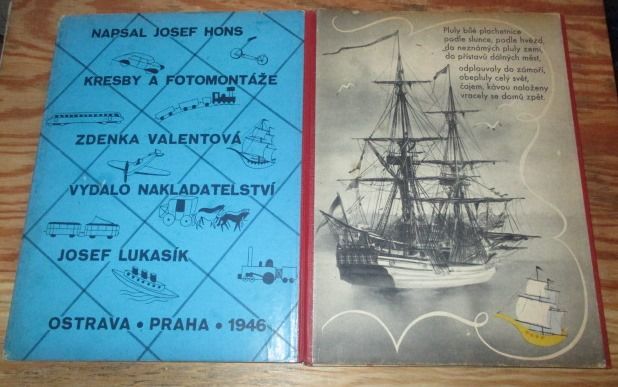 NAPSAL JOSEF HONS
KRESBY A FOTOMONTÁŽE
ZDENKA VALENTOVÁ
VYDALO NAKLADATELSTVÍ
JOSEF LUKASÍK
OSTRAVA • PRAHA • 1946
Pluly bílé plachetnice
podle slunce, podle hvězd,
do neznámých pluly zemí,
do přístavů dálných měst,
odplouvaly do zámoří,
obepluly celý svět,
čajem, kávou naloženy
vracely se domů zpět.